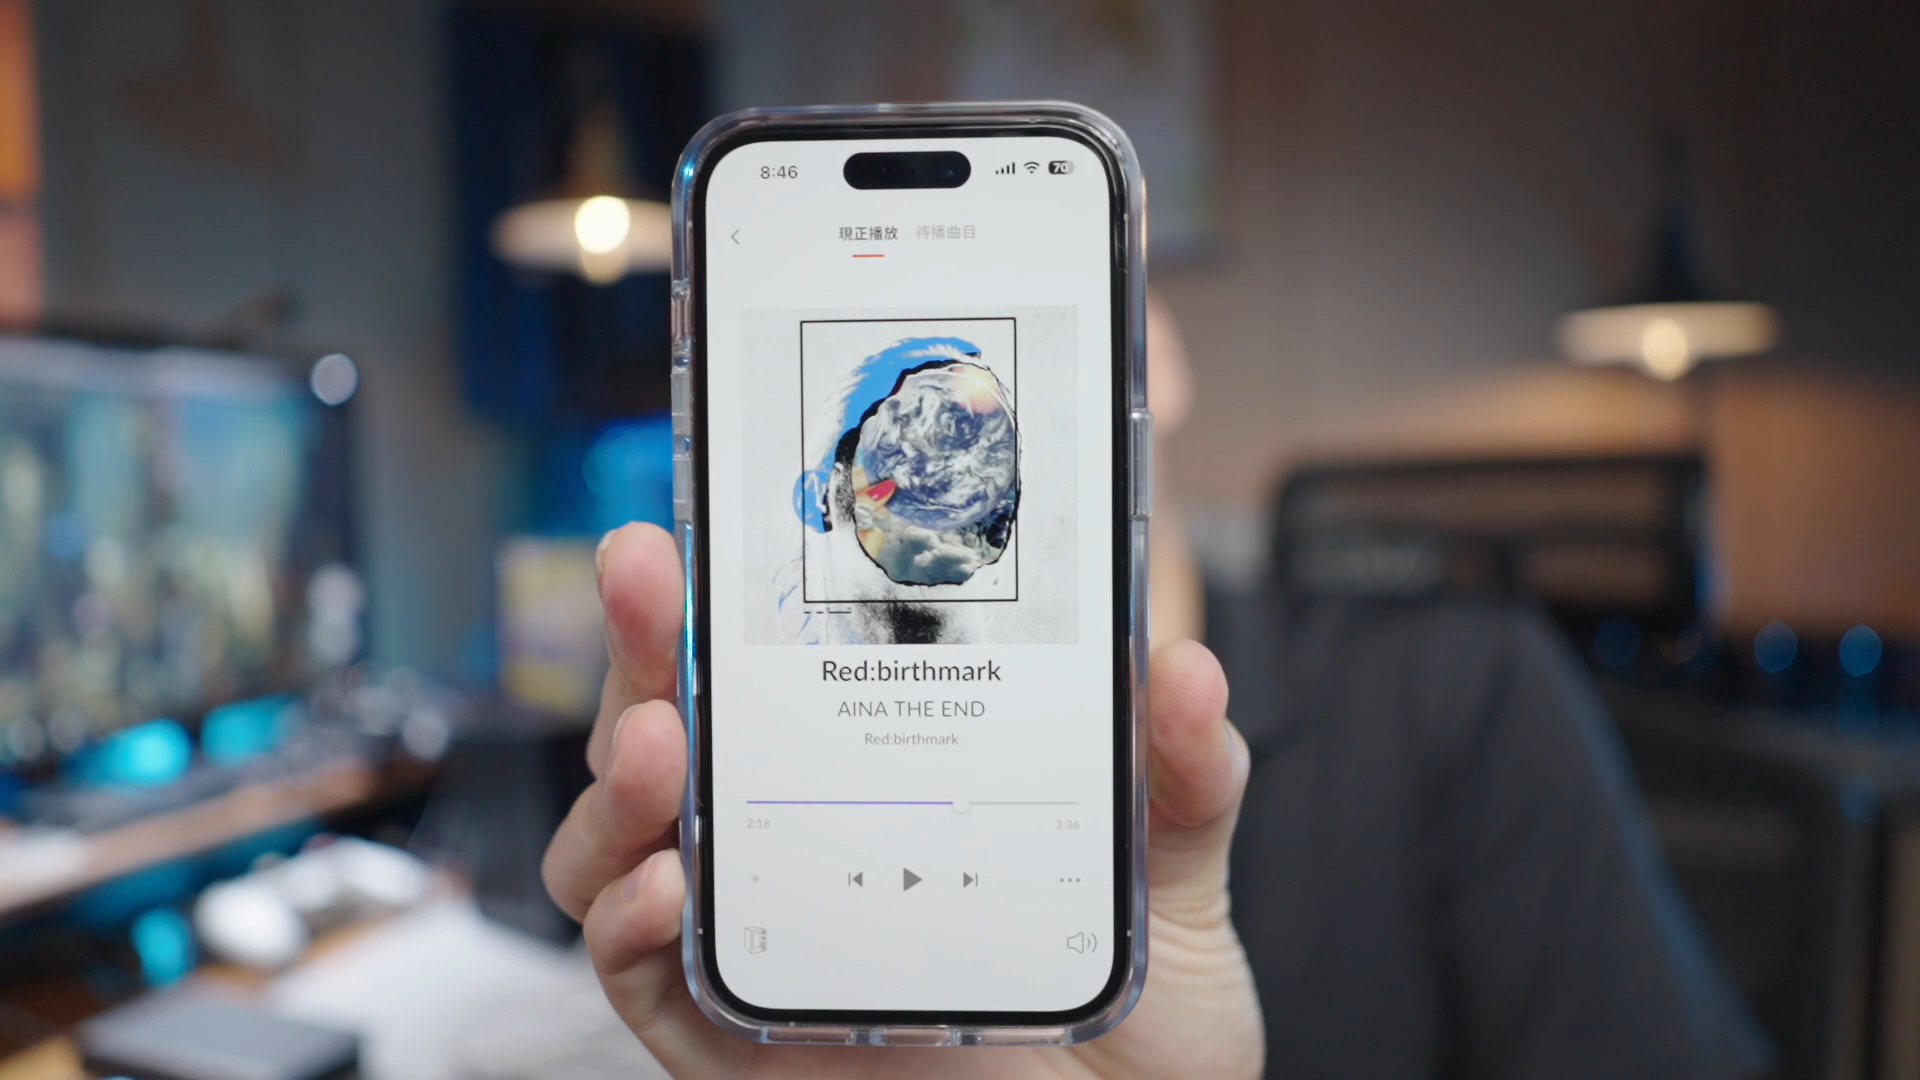 8:46
70
現正播放 待播曲目
Red:birthmark
AINA THE END
Red:birthmark
2:18 3:36